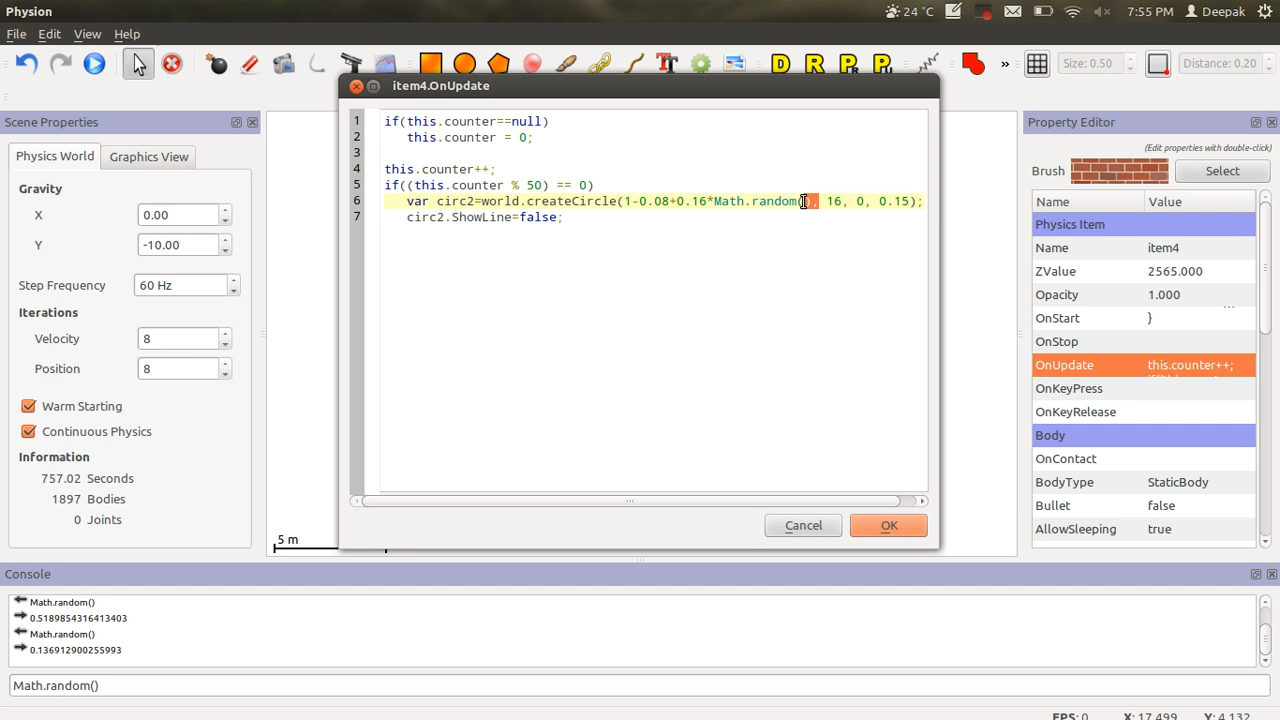 Physion
24 °C
7:55 PM
Deepak
File Edit View Help
Size: 0.50
Distance: 0.20
item4.OnUpdate
Scene Properties
Physics World
Graphics View
Gravity
X 0.00
Y -10.00
Step Frequency 60 Hz
Iterations
Velocity 8
Position 8
Warm Starting
Continuous Physics
Information
757.02 Seconds
1897 Bodies
0 Joints
1 if(this.counter==null)
2 this.counter = 0;
3
4 this.counter++;
5 if((this.counter % 50) == 0)
6 var circ2=world.createCircle(1-0.08+0.16*Math.random(), 16, 0, 0.15);
7 circ2.ShowLine=false;
Cancel
OK
5 m
Property Editor
(Edit properties with double-click)
Brush
Select
Name Value
Physics Item
Name item4
ZValue 2565.000
Opacity 1.000
OnStart }
OnStop
OnUpdate this.counter++;
OnKeyPress
OnKeyRelease
Body
OnContact
BodyType StaticBody
Bullet false
AllowSleeping true
Console
Math.random()
0.5189854316413403
Math.random()
0.136912900255993
Math.random()
FPS: 0 X: 17.499 Y: 4.132